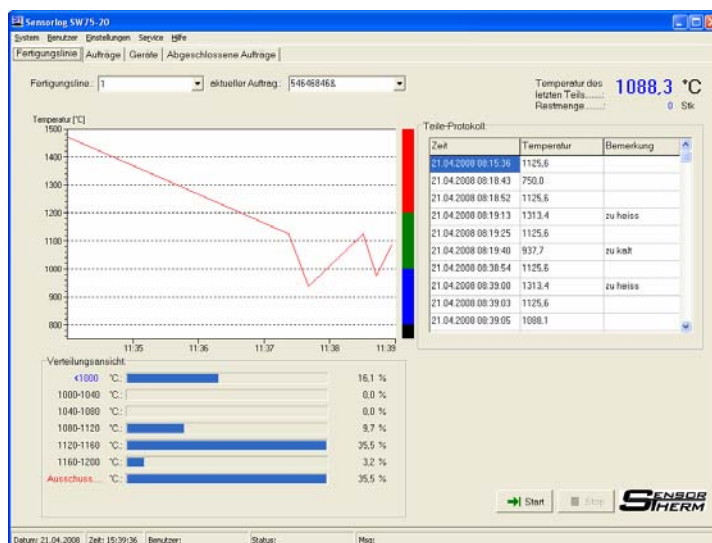 Sensorlog SW75-20
System Benutzer Einstellungen Service Hilfe
Fertigungslinie Aufträge Geräte Abgeschlossene Aufträge
Fertigungsline.: 1 aktueller Auftrag.: 546468468
Temperatur des letzten Teils......: 1088,3 °C
Restmenge.......: 0 Stk
Temperatur [°C]
1500
1400
1300
1200
1100
1000
900
800
11:35 11:36 11:37 11:38 11:39
Teile-Protokoll:
Zeit Temperatur Bemerkung
21.04.2008 08:15:36 1125,6
21.04.2008 08:18:43 750,0
21.04.2008 08:18:52 1125,6
21.04.2008 08:19:13 1313,4 zu heiss
21.04.2008 08:19:25 1125,6
21.04.2008 08:19:40 937,7 zu kalt
21.04.2008 08:38:54 1125,6
21.04.2008 08:39:00 1313,4 zu heiss
21.04.2008 08:39:03 1125,6
21.04.2008 08:39:05 1088,1
Verteilungsansicht:
<1000 °C.: 16,1 %
1000-1040 °C.: 0,0 %
1040-1080 °C.: 0,0 %
1080-1120 °C.: 9,7 %
1120-1160 °C.: 35,5 %
1160-1200 °C.: 3,2 %
Ausschuss.... °C.: 35,5 %
Start Stop
SENSOR THERM
Datum: 21.04.2008 Zeit: 15:39:36 Benutzer: Status: Msg: